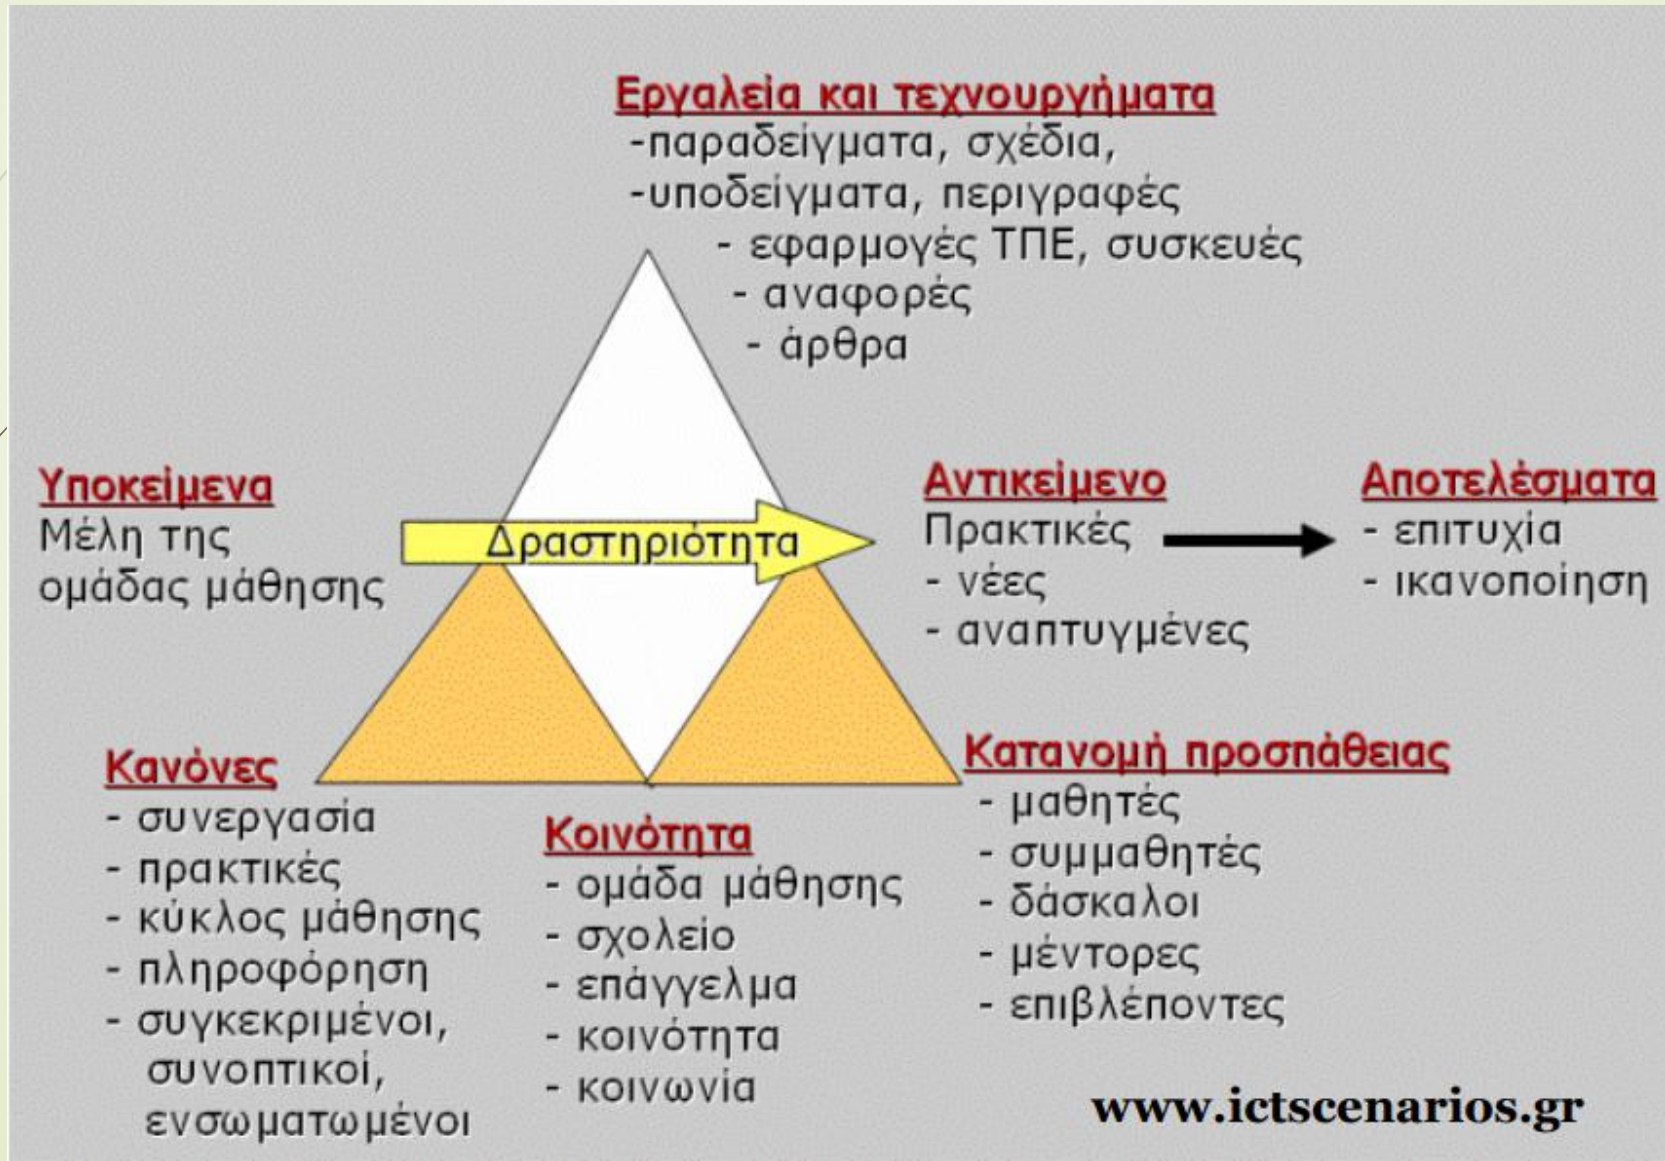 Εργαλεία και τεχνουργήματα
-παραδείγματα, σχέδια,
-υποδείγματα, περιγραφές
- εφαρμογές ΤΠΕ, συσκευές
- αναφορές
- άρθρα
Υποκείμενα
Μέλη της
ομάδας μάθησης
Δραστηριότητα
Αντικείμενο
Πρακτικές
- νέες
- αναπτυγμένες
Αποτελέσματα
- επιτυχία
- ικανοποίηση
Κανόνες
- συνεργασία
- πρακτικές
- κύκλος μάθησης
- πληροφόρηση
- συγκεκριμένοι,
συνοπτικοί,
ενσωματωμένοι
Κοινότητα
- ομάδα μάθησης
- σχολείο
- επάγγελμα
- κοινότητα
- κοινωνία
Κατανομή προσπάθειας
- μαθητές
- συμμαθητές
- δάσκαλοι
- μέντορες
- επιβλέποντες
www.ictscenarios.gr